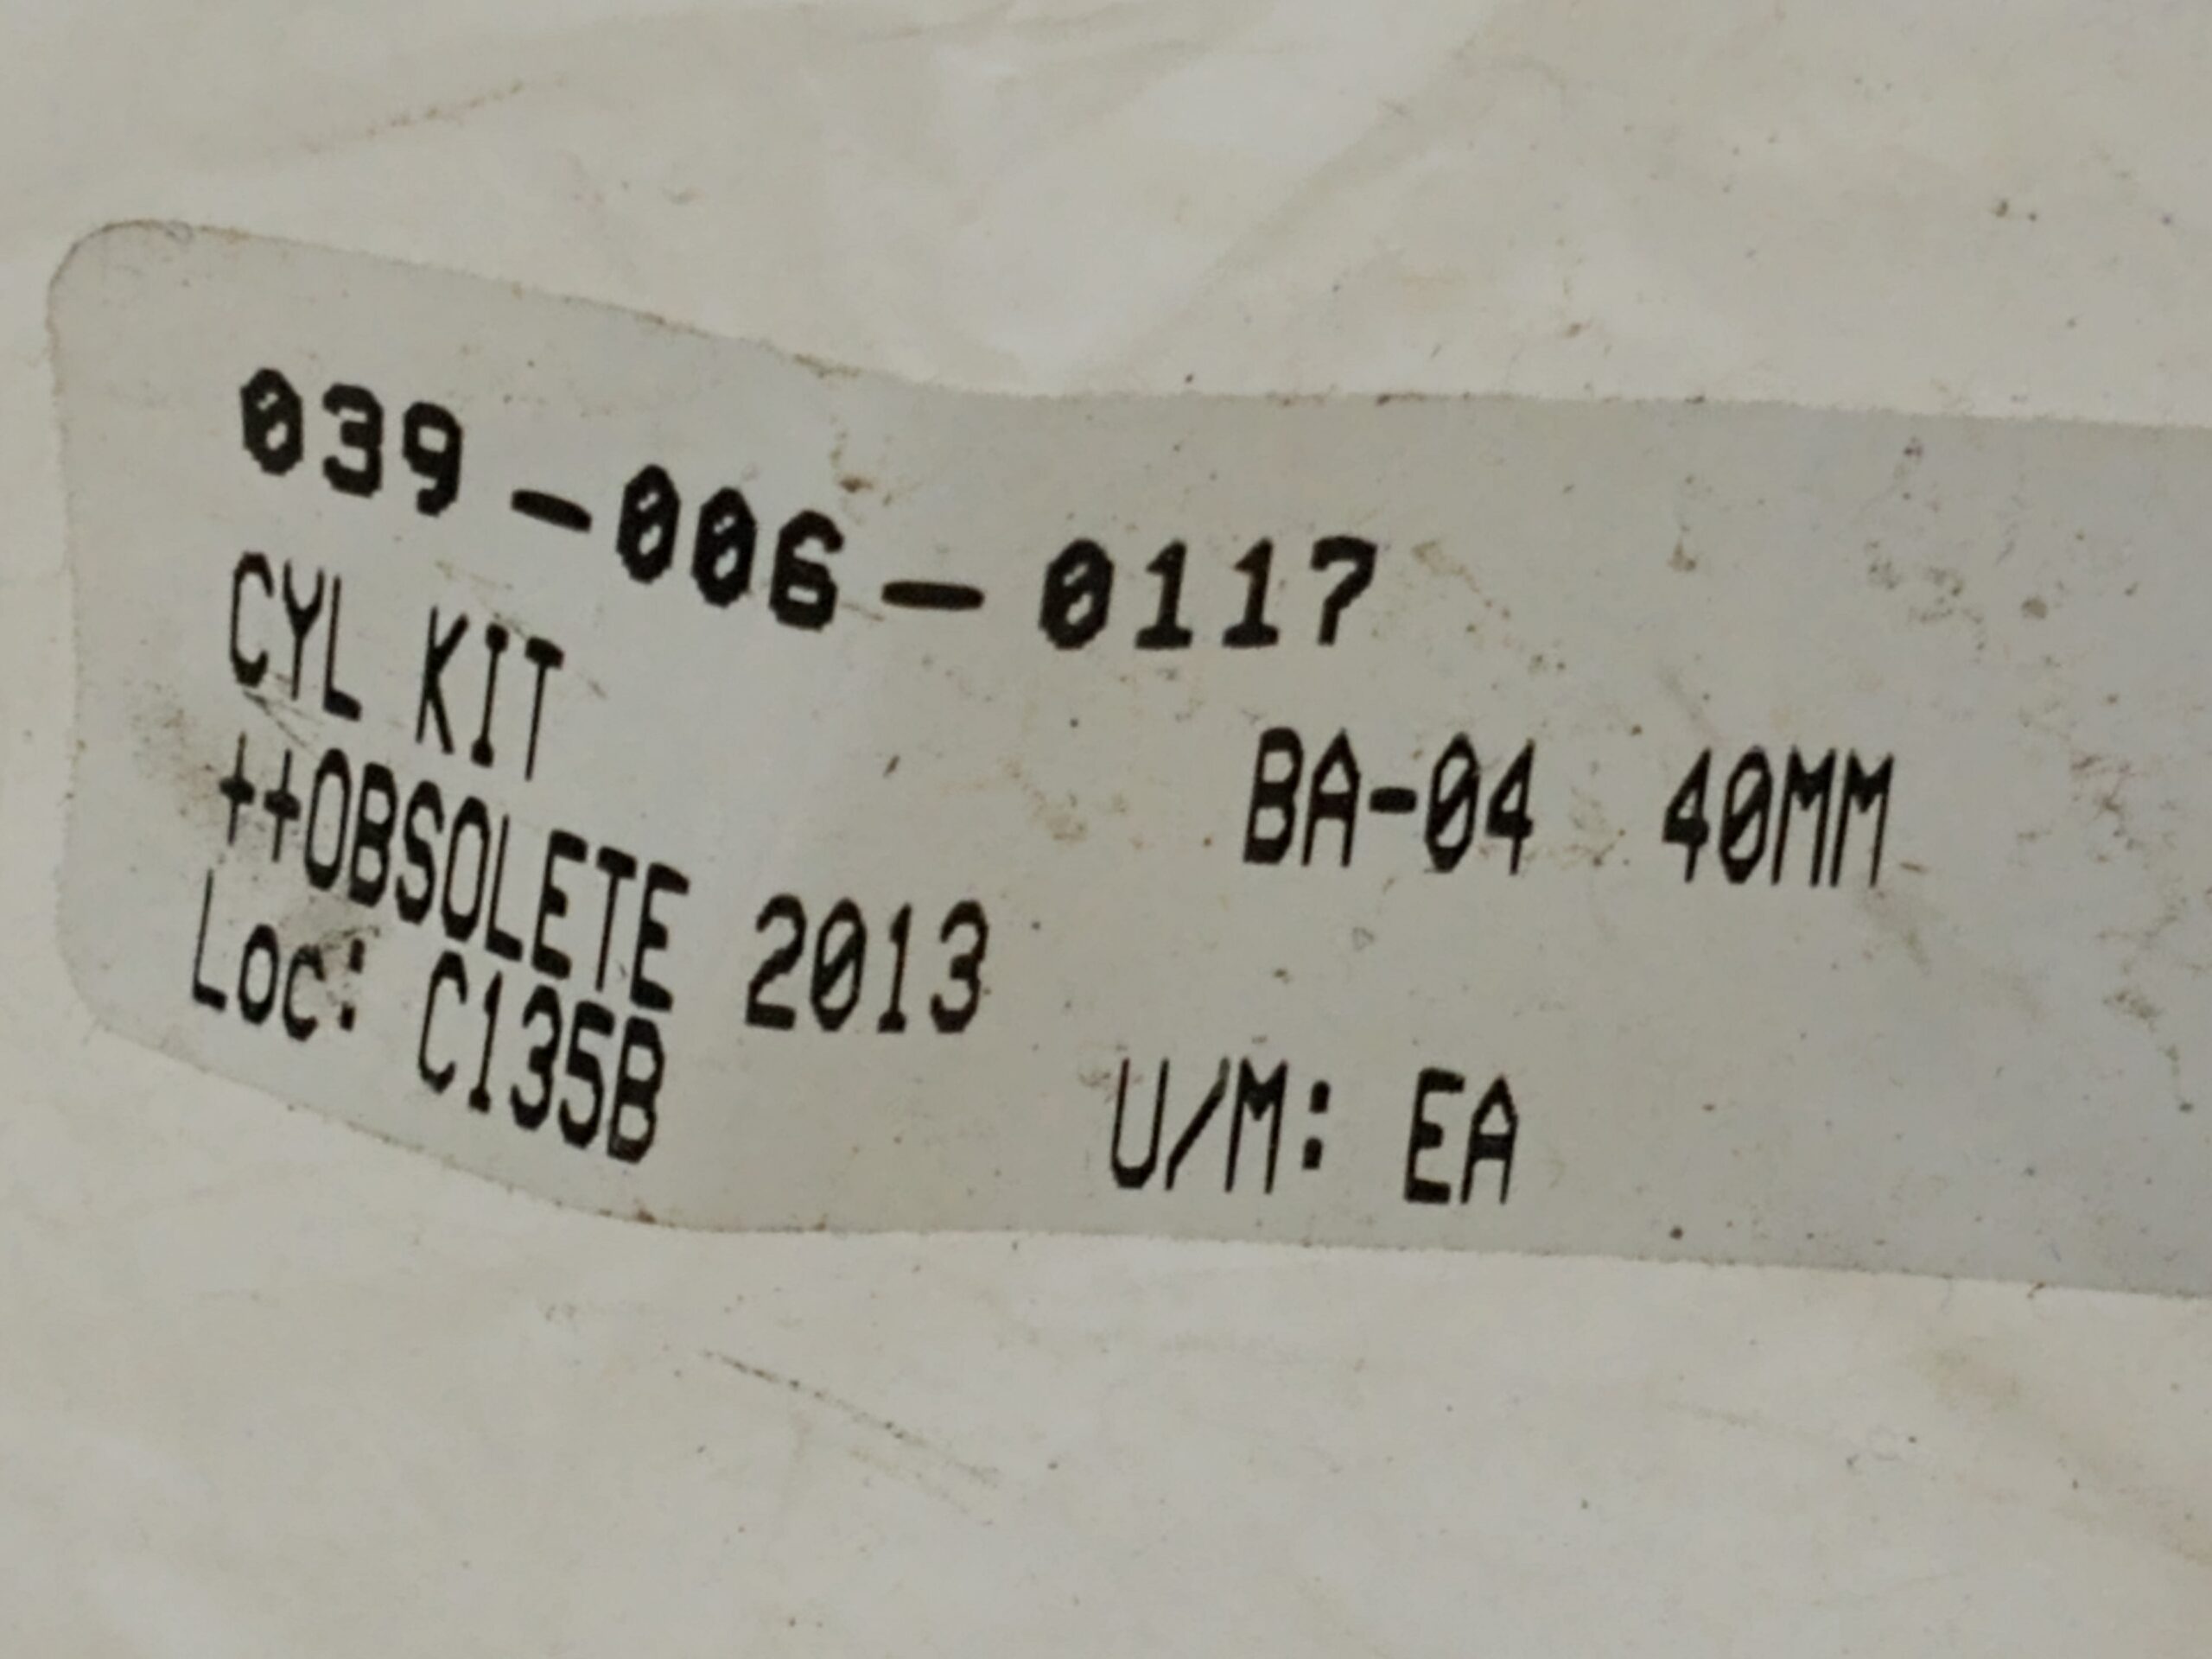 039-006-0117
CYL KIT BA-04 40MM
++OBSOLETE 2013
Loc: C135B U/M: EA